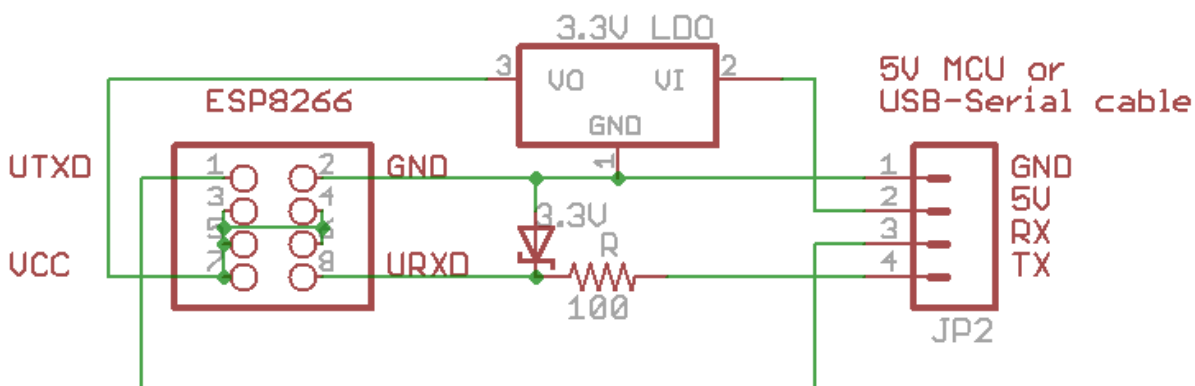 3.3V LDO
3 VO VI 2
GND
1
5V MCU or
USB-Serial cable
ESP8266
UTXD 1 2 GND
3 4
5 6
VCC 7 8 URXD
3.3V
R
100
1 GND
2 5V
3 RX
4 TX
JP2